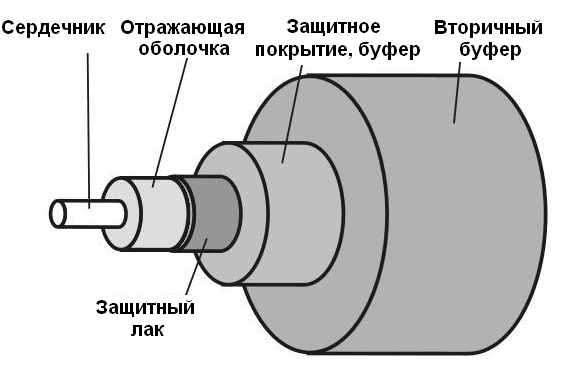 Сердечник
Отражающая
оболочка
Защитное
покрытие, буфер
Вторичный
буфер
Защитный
лак